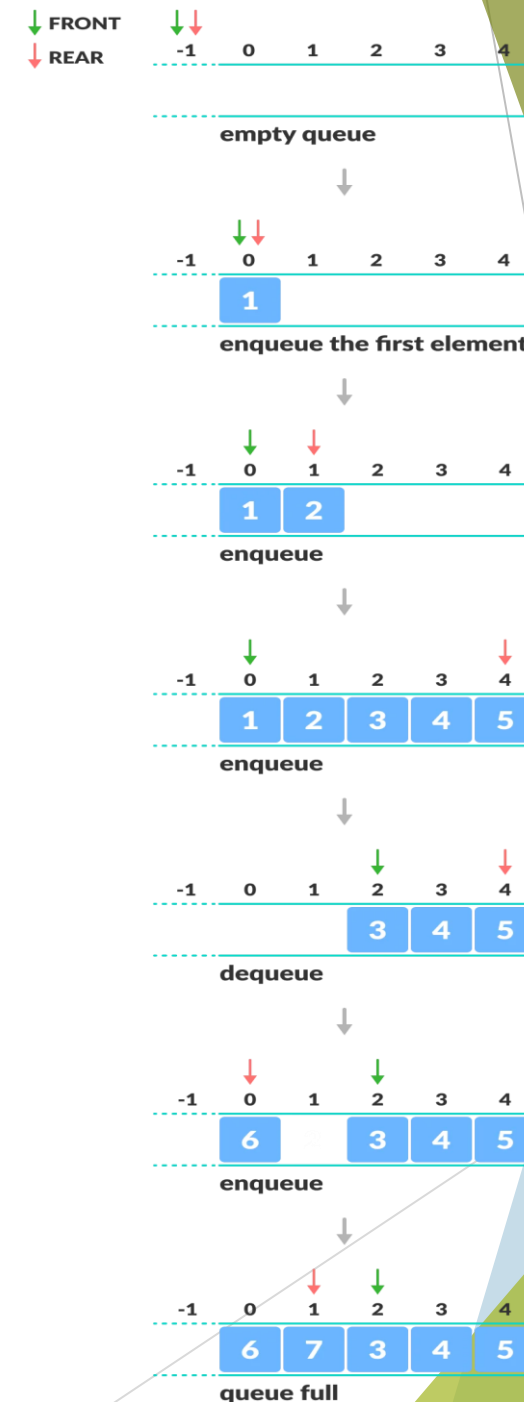 FRONT
REAR
-1 0 1 2 3 4
empty queue
-1 0 1 2 3 4
1
enqueue the first element
-1 0 1 2 3 4
1 2
enqueue
-1 0 1 2 3 4
1 2 3 4 5
enqueue
-1 0 1 2 3 4
3 4 5
dequeue
-1 0 1 2 3 4
6 3 4 5
enqueue
-1 0 1 2 3 4
6 7 3 4 5
queue full